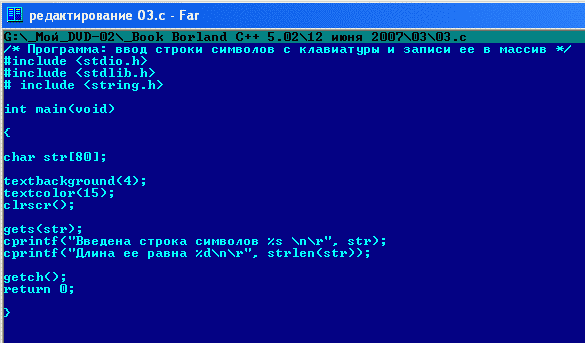 редактирование 03.c - Far
G:\_Мой_DVD-02\_Book Borland C++ 5.02\12 июня 2007\03\03.c
/* Программа: ввод строки символов с клавиатуры и записи ее в массив */
#include <stdio.h>
#include <stdlib.h>
# include <string.h>
int main(void)
{
char str[80];
textbackground(4);
textcolor(15);
clrscr();
gets(str);
cprintf("Введена строка символов %s \n\r", str);
cprintf("Длина ее равна %d\n\r", strlen(str));
getch();
return 0;
}